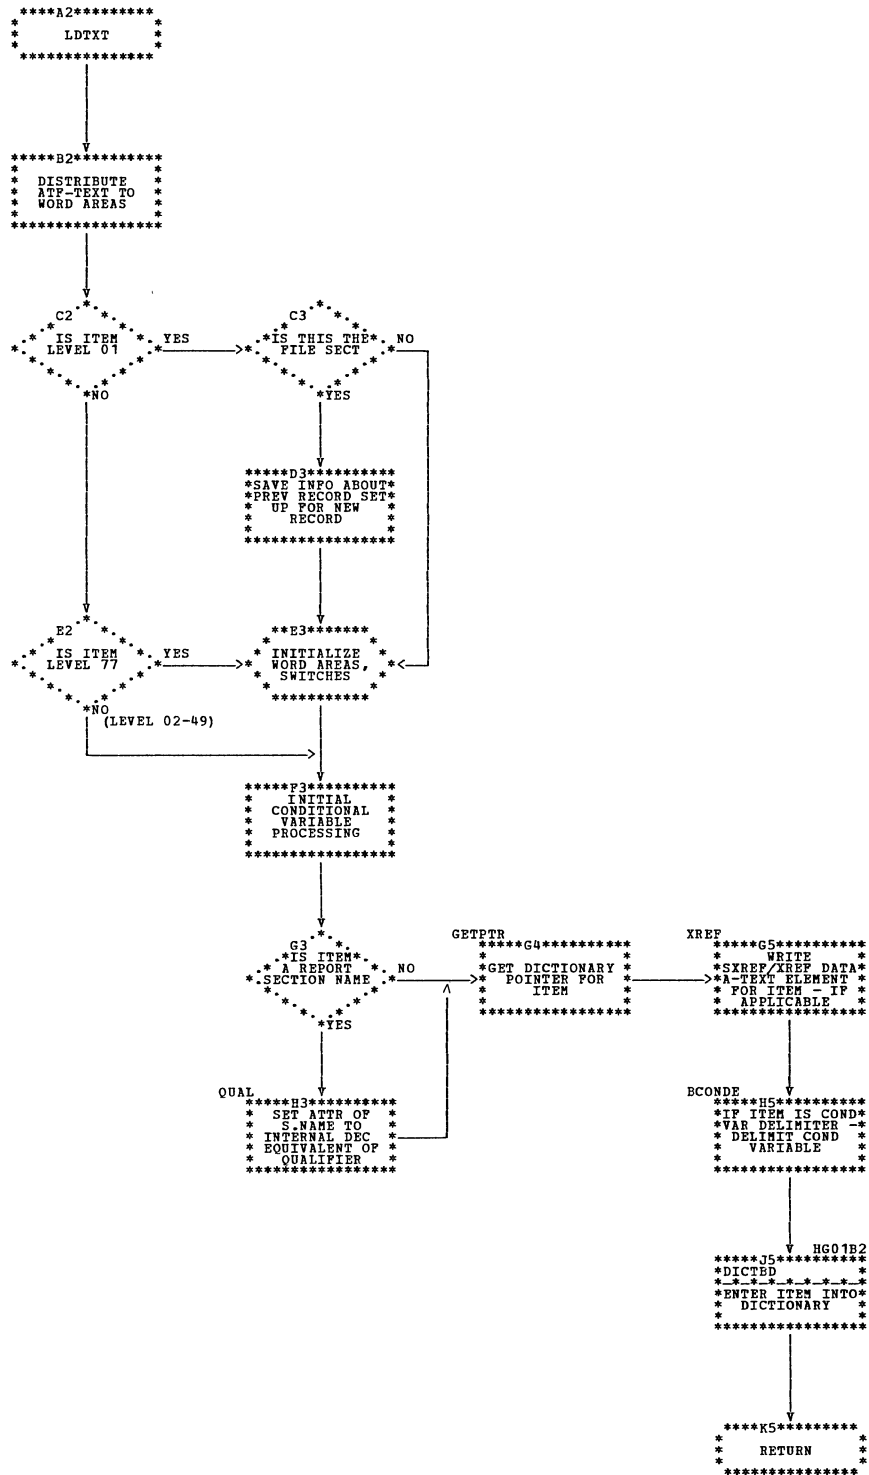 ****A2*********
LDTXT
*****B2**********
DISTRIBUTE
ATF-TEXT TO
WORD AREAS
C2
IS ITEM
LEVEL 01
YES
NO
C3
IS THIS THE
FILE SECT
NO
YES
*****D3**********
SAVE INFO ABOUT
PREV RECORD SET
UP FOR NEW
RECORD
E2
IS ITEM
LEVEL 77
YES
NO
(LEVEL 02-49)
**E3*******
INITIALIZE
WORD AREAS,
SWITCHES
*****F3**********
INITIAL
CONDITIONAL
VARIABLE
PROCESSING
G3
IS ITEM
A REPORT
SECTION NAME
NO
YES
GETPTR
*****G4**********
GET DICTIONARY
POINTER FOR
ITEM
XREF
*****G5**********
WRITE
SXREF/XREF DATA
A-TEXT ELEMENT
FOR ITEM - IF
APPLICABLE
QUAL
*****H3**********
SET ATTR OF
S.NAME TO
INTERNAL DEC
EQUIVALENT OF
QUALIFIER
BCONDE
*****H5**********
IF ITEM IS COND
VAR DELIMITER -
DELIMIT COND
VARIABLE
HG01B2
*****J5**********
*DICTBD *
*-*-*-*-*-*-*-*-*
ENTER ITEM INTO
DICTIONARY
****K5*********
RETURN